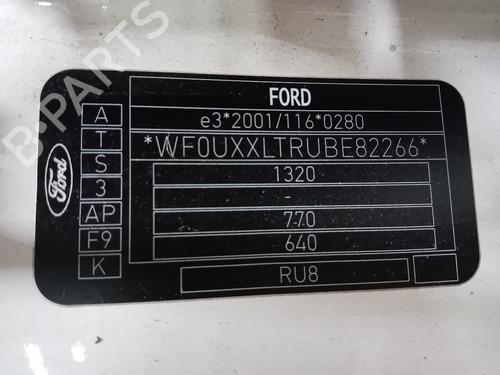 FORD
A
e3*2001/116*0280
T
*WF0UXXLTRUBE82266*
S
1320
3
-
AP
770
F9
640
K
RU8
Ford
B-PARTS